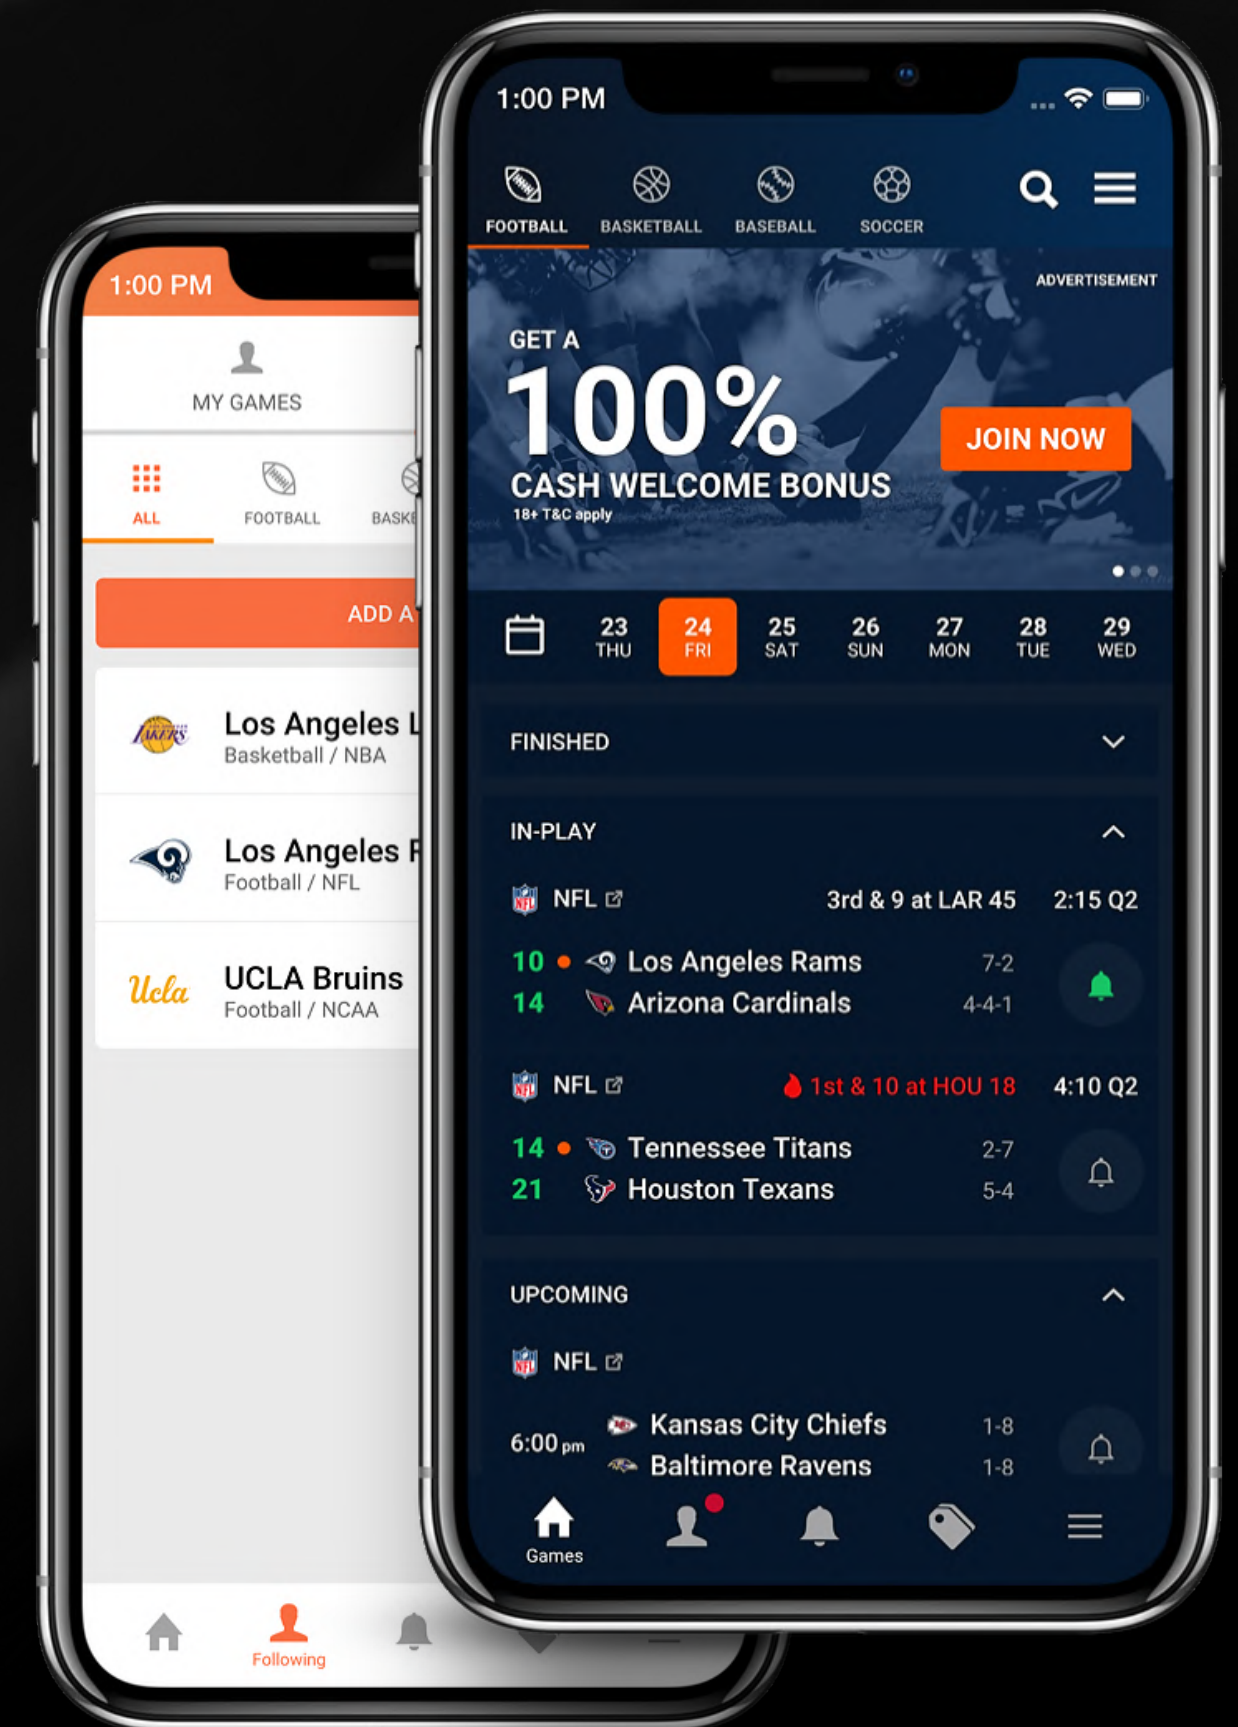 1:00 PM
FOOTBALL
BASKETBALL
BASEBALL
SOCCER
ADVERTISEMENT
GET A
100%
CASH WELCOME BONUS
18+ T&C apply
JOIN NOW
23 24 25 26 27 28 29
THU FRI SAT SUN MON TUE WED
FINISHED
IN-PLAY
NFL 3rd & 9 at LAR 45 2:15 Q2
10 Los Angeles Rams 7-2
14 Arizona Cardinals 4-4-1
NFL 1st & 10 at HOU 18 4:10 Q2
14 Tennessee Titans 2-7
21 Houston Texans 5-4
UPCOMING
NFL
6:00 pm
Kansas City Chiefs 1-8
Baltimore Ravens 1-8
Games
1:00 PM
MY GAMES
ALL
FOOTBALL
BASKE
ADD A
LAKERS
Los Angeles L
Basketball / NBA
Los Angeles R
Football / NFL
Ucla
UCLA Bruins
Football / NCAA
Following